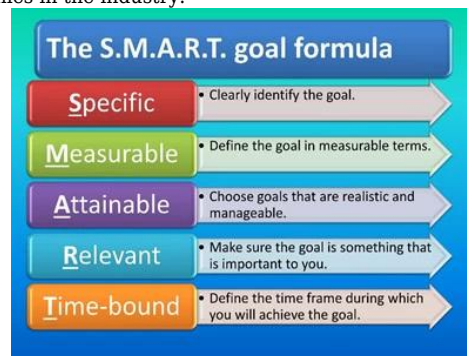 The S.M.A.R.T. goal formula
Specific
• Clearly identify the goal.
Measurable
• Define the goal in measurable terms.
Attainable
• Choose goals that are realistic and
manageable.
Relevant
• Make sure the goal is something that
is important to you.
Time-bound
• Define the time frame during which
you will achieve the goal.